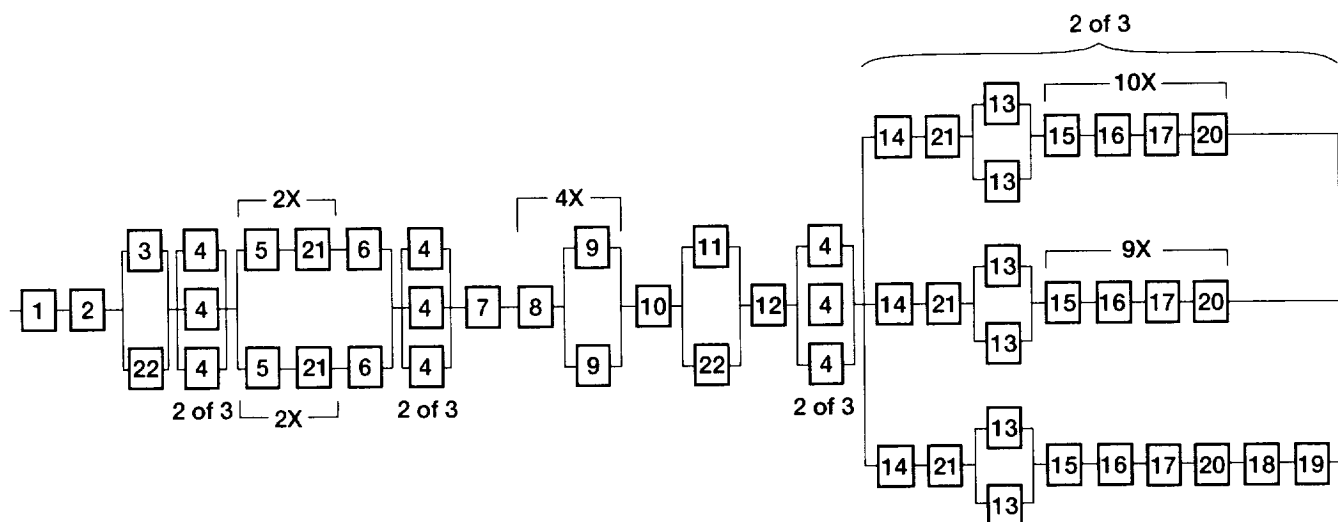 2 of 3
10X
13
14 21 15 16 17 20
13
2X 4X
3 4 5 21 6 4 9 11 4 13 9X
1 2 4 4 7 8 10 12 4 14 21 15 16 17 20
22 4 5 21 6 4 9 22 4 13
2 of 3 2X 2 of 3 2 of 3
13
14 21 15 16 17 20 18 19
13